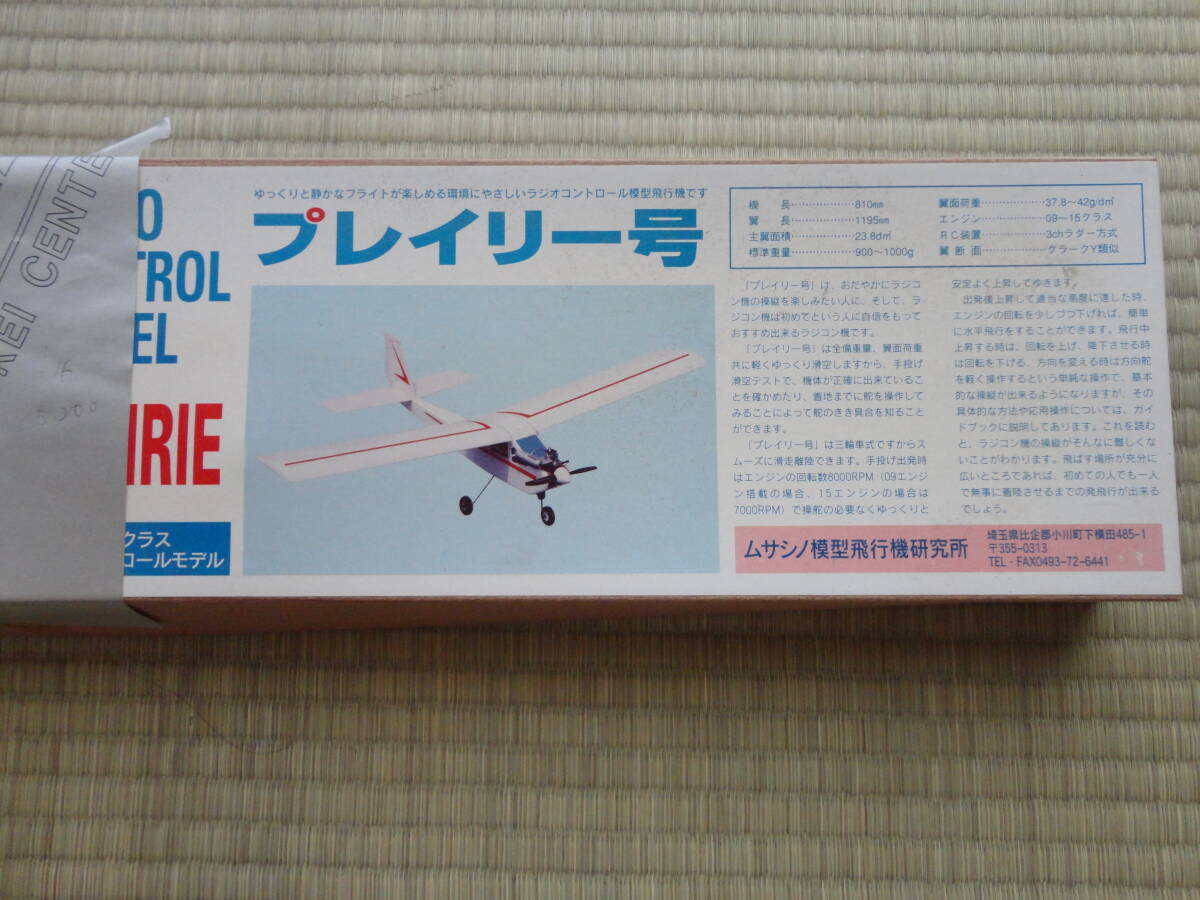 REI CENTE
O
TROL
EL
IRIE
クラス
ロールモデル
ゆっくりと静かなフライトが楽しめる環境にやさしいラジオコントロール模型飛行機です
プレイリー号
機 長………………810㎜
翼 長………………1195㎜
主翼面積………………23.8d㎡
標準重量………900〜1000g
翼面荷重………………37.8〜42g/d㎡
エンジン………………09〜15クラス
RC装置………………3chラダー方式
翼断面………………クラークY類似
「プレイリー号」は、おだやかにラジコ
ン機の操縦を楽しみたい人に、そして、ラ
ジコン機は初めてという人に自信をもって
おすすめ出来るラジコン機です。
「プレイリー号」は全備重量、翼面荷重
共に軽くゆっくり滑空しますから、手投げ
滑空テストで、機体が正確に出来ているこ
とを確かめたり、着地までに舵を操作して
みることによって舵のきき具合を知ること
ができます。
「プレイリー号」は三輪車式ですからス
ムーズに滑走離陸できます。手投げ出発時
はエンジンの回転数8000RPM（09エンジ
ン搭載の場合、15エンジンの場合は
7000RPM）で操舵の必要なくゆっくりと
安定よく上昇してゆきます。
出発後上昇して適当な高度に達した時、
エンジンの回転を少しづつ下げれば、簡単
に水平飛行をすることができます。飛行中
上昇する時は、回転を上げ、降下させる時
は回転を下げる、方向を変える時は方向舵
を軽く操作するという単純な操作で、基本
的な操縦が出来るようになりますが、その
具体的な方法や応用操作については、ガイ
ドブックに説明してあります。これを読む
と、ラジコン機の操縦がそんなに難しくな
いことがわかります。飛ばす場所が充分に
広いところであれば、初めての人でも一人
で無事に着陸させるまでの発飛行が出来る
でしょう。
ムサシノ模型飛行機研究所
埼玉県比企郡小川町下横田485-1
〒355-0313
TEL・FAX0493-72-6441